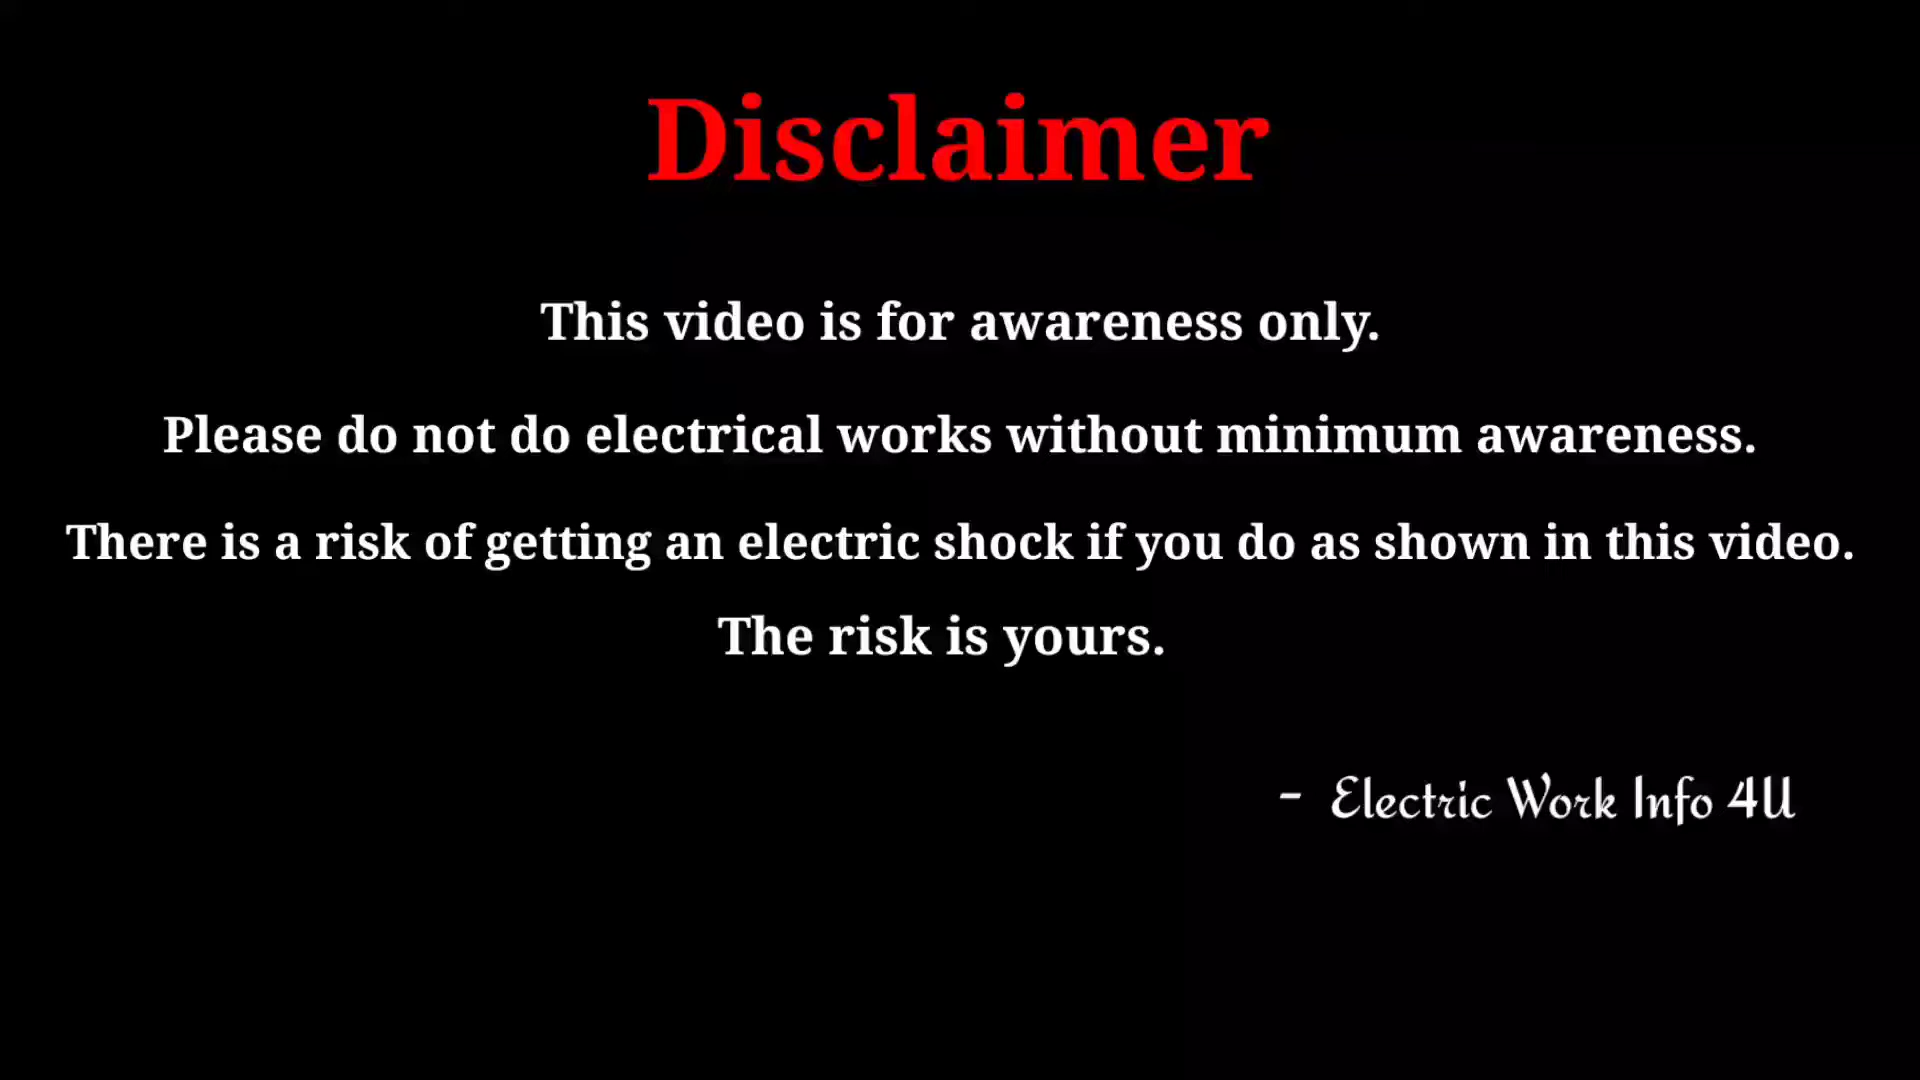 Disclaimer
This video is for awareness only.
Please do not do electrical works without minimum awareness.
There is a risk of getting an electric shock if you do as shown in this video.
The risk is yours.
- Electric Work Info 4U